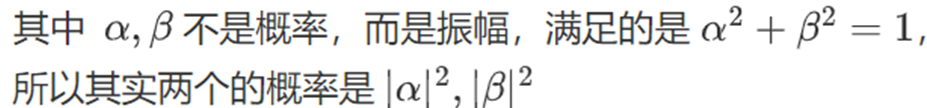 其中 α, β 不是概率，而是振幅，满足的是 α² + β² = 1,
所以其实两个的概率是 |α|², |β|²